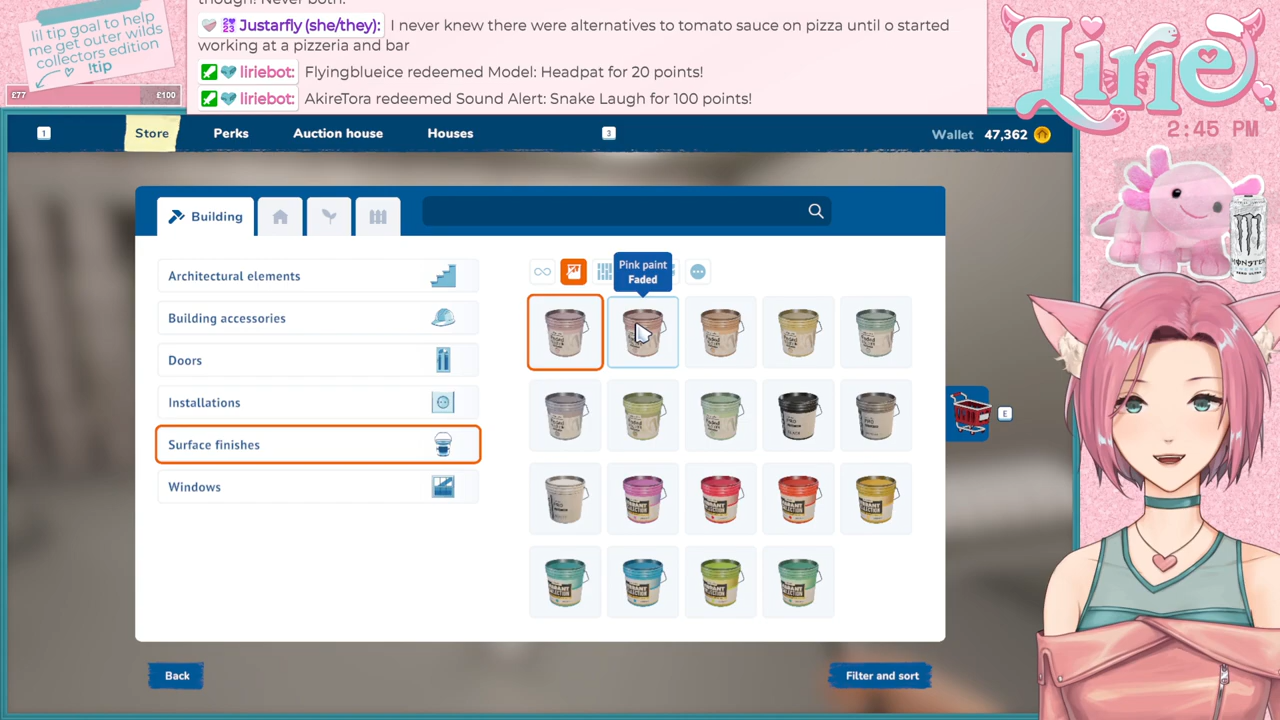 though! Never both.
Justarfly (she/they): I never knew there were alternatives to tomato sauce on pizza until o started
working at a pizzeria and bar
liriebot: Flyingblueice redeemed Model: Headpat for 20 points!
liriebot: AkireTora redeemed Sound Alert: Snake Laugh for 100 points!
lil tip goal to help
me get outer wilds
collectors edition
!tip
£77
£100
Lirie
2:45 PM
1
Store
Perks
Auction house
Houses
3
Wallet 47,362
Building
Architectural elements
Building accessories
Doors
Installations
Surface finishes
Windows
Pink paint
Faded
E
MONSTER
Back
Filter and sort